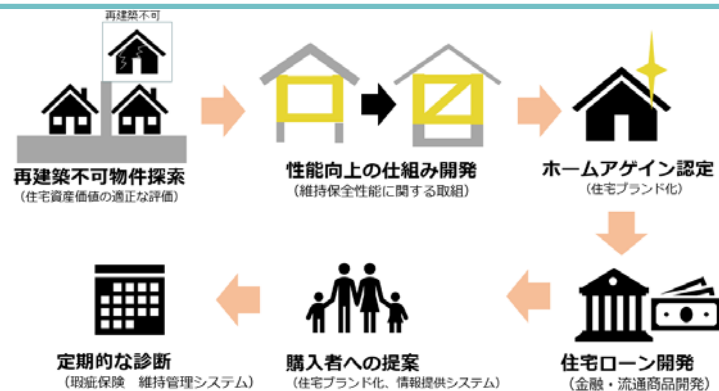 再建築不可
再建築不可物件探索
（住宅資産価値の適正な評価）
性能向上の仕組み開発
（維持保全性能に関する取組）
ホームアゲイン認定
（住宅ブランド化）
住宅ローン開発
（金融・流通商品開発）
購入者への提案
（住宅ブランド化、情報提供システム）
定期的な診断
（瑕疵保険　維持管理システム）